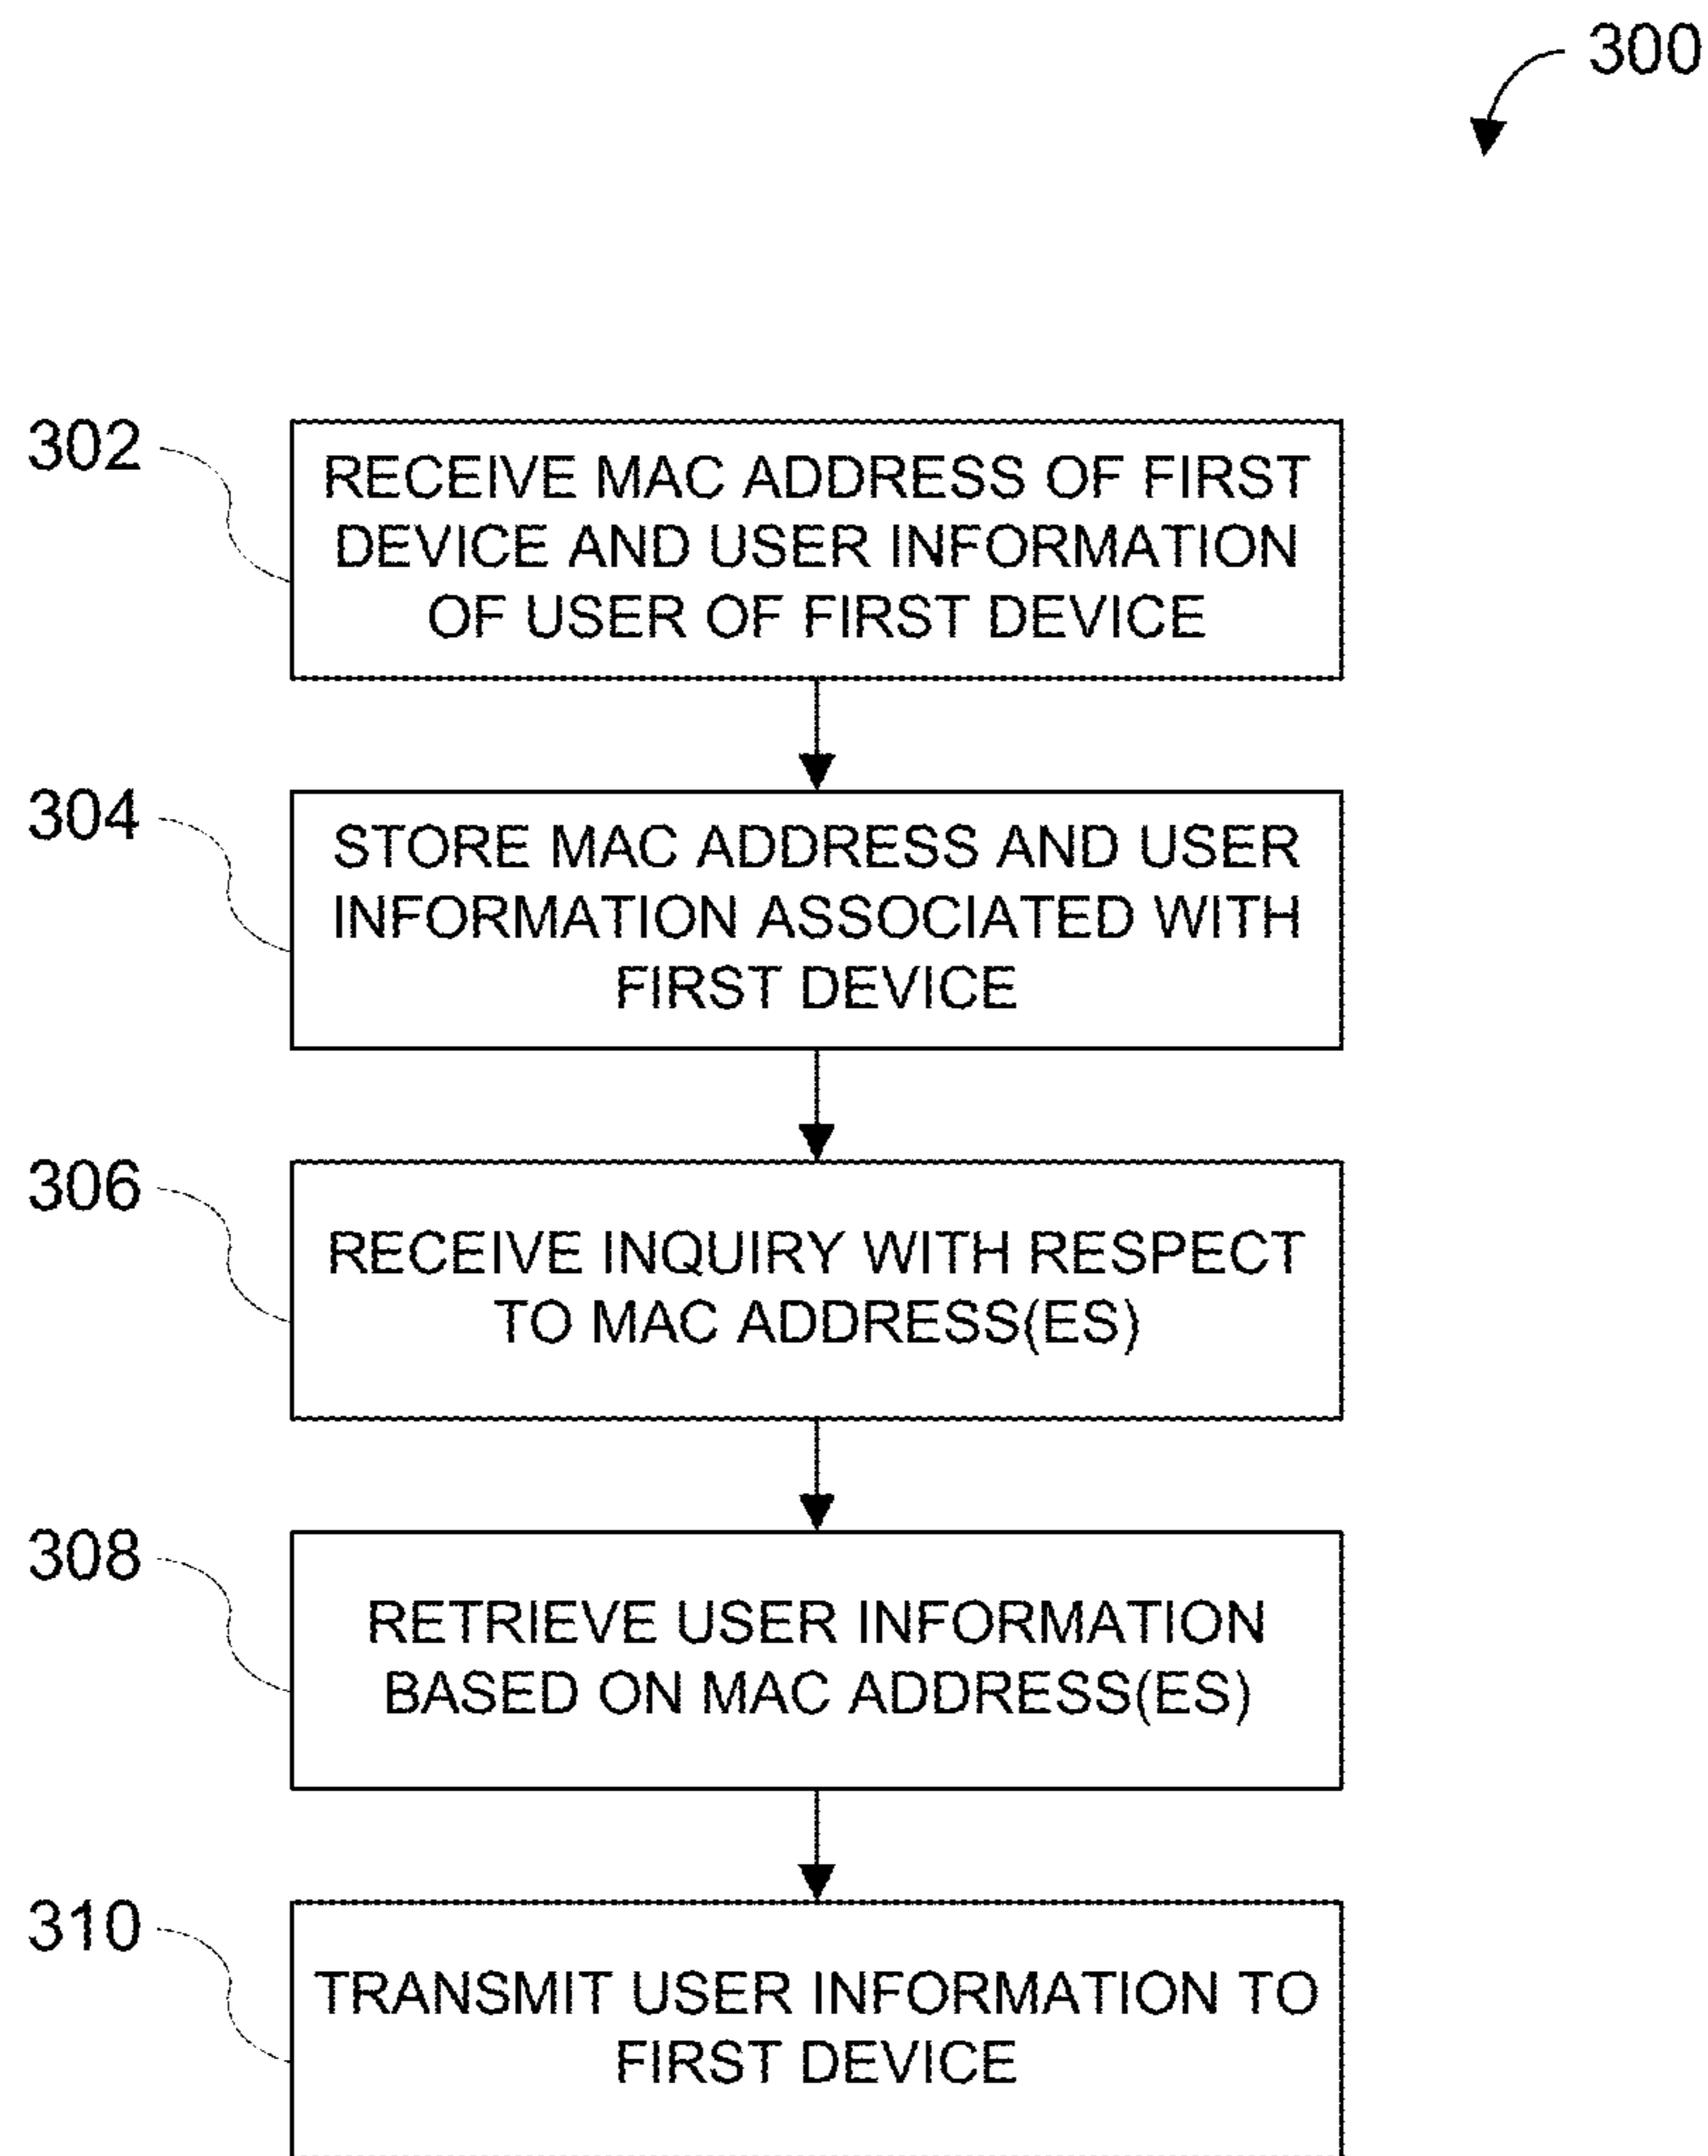 300
302
RECEIVE MAC ADDRESS OF FIRST
DEVICE AND USER INFORMATION
OF USER OF FIRST DEVICE
304
STORE MAC ADDRESS AND USER
INFORMATION ASSOCIATED WITH
FIRST DEVICE
306
RECEIVE INQUIRY WITH RESPECT
TO MAC ADDRESS(ES)
308
RETRIEVE USER INFORMATION
BASED ON MAC ADDRESS(ES)
310
TRANSMIT USER INFORMATION TO
FIRST DEVICE